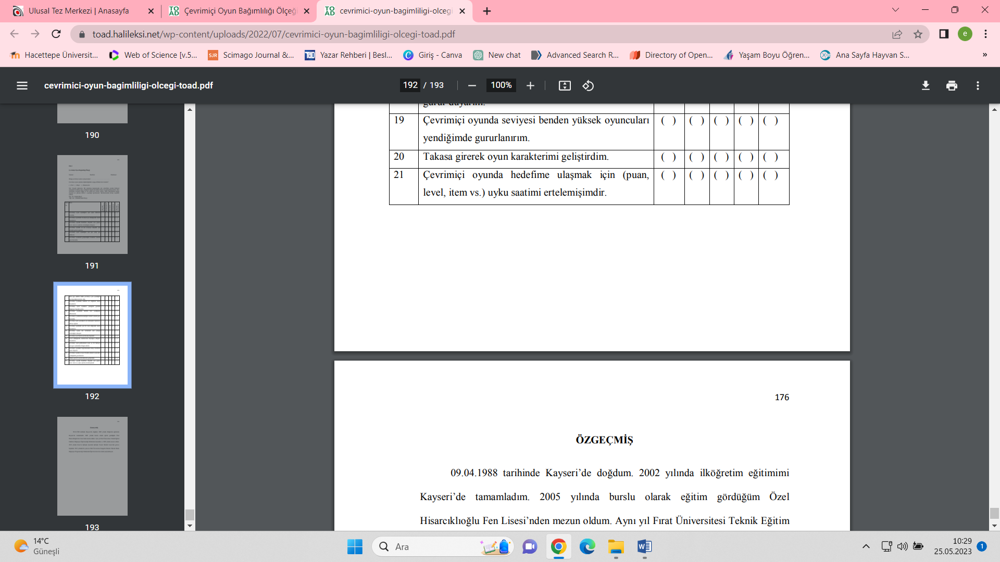 Ulusal Tez Merkezi | Anasayfa
Çevrimiçi Oyun Bağımlılığı Ölçeği
cevrimici-oyun-bagimliligi-olcegi
toad.halileksi.net/wp-content/uploads/2022/07/cevrimici-oyun-bagimliligi-olcegi-toad.pdf
e
Hacettepe Üniversit...
Web of Science [v.5...
SJR
Scimago Journal &...
Yazar Rehberi | Besl...
Giriş - Canva
New chat
Advanced Search R...
Directory of Open...
Yaşam Boyu Öğren...
Ana Sayfa Hayvan S...
»
cevrimici-oyun-bagimliligi-olcegi-toad.pdf
192 / 193
100%
190
191
192
193
gurur duyarım.
19 Çevrimiçi oyunda seviyesi benden yüksek oyuncuları ( ) ( ) ( ) ( ) ( )
yendiğimde gururlanırım.
20 Takasa girerek oyun karakterimi geliştirdim. ( ) ( ) ( ) ( ) ( )
21 Çevrimiçi oyunda hedefime ulaşmak için (puan, ( ) ( ) ( ) ( ) ( )
level, item vs.) uyku saatimi ertelemişimdir.
176
ÖZGEÇMİŞ
09.04.1988 tarihinde Kayseri’de doğdum. 2002 yılında ilköğretim eğitimimi
Kayseri’de tamamladım. 2005 yılında burslu olarak eğitim gördüğüm Özel
Hisarcıklıoğlu Fen Lisesi’nden mezun oldum. Aynı yıl Fırat Üniversitesi Teknik Eğitim
14°C
Güneşli
Ara
10:29
25.05.2023
1